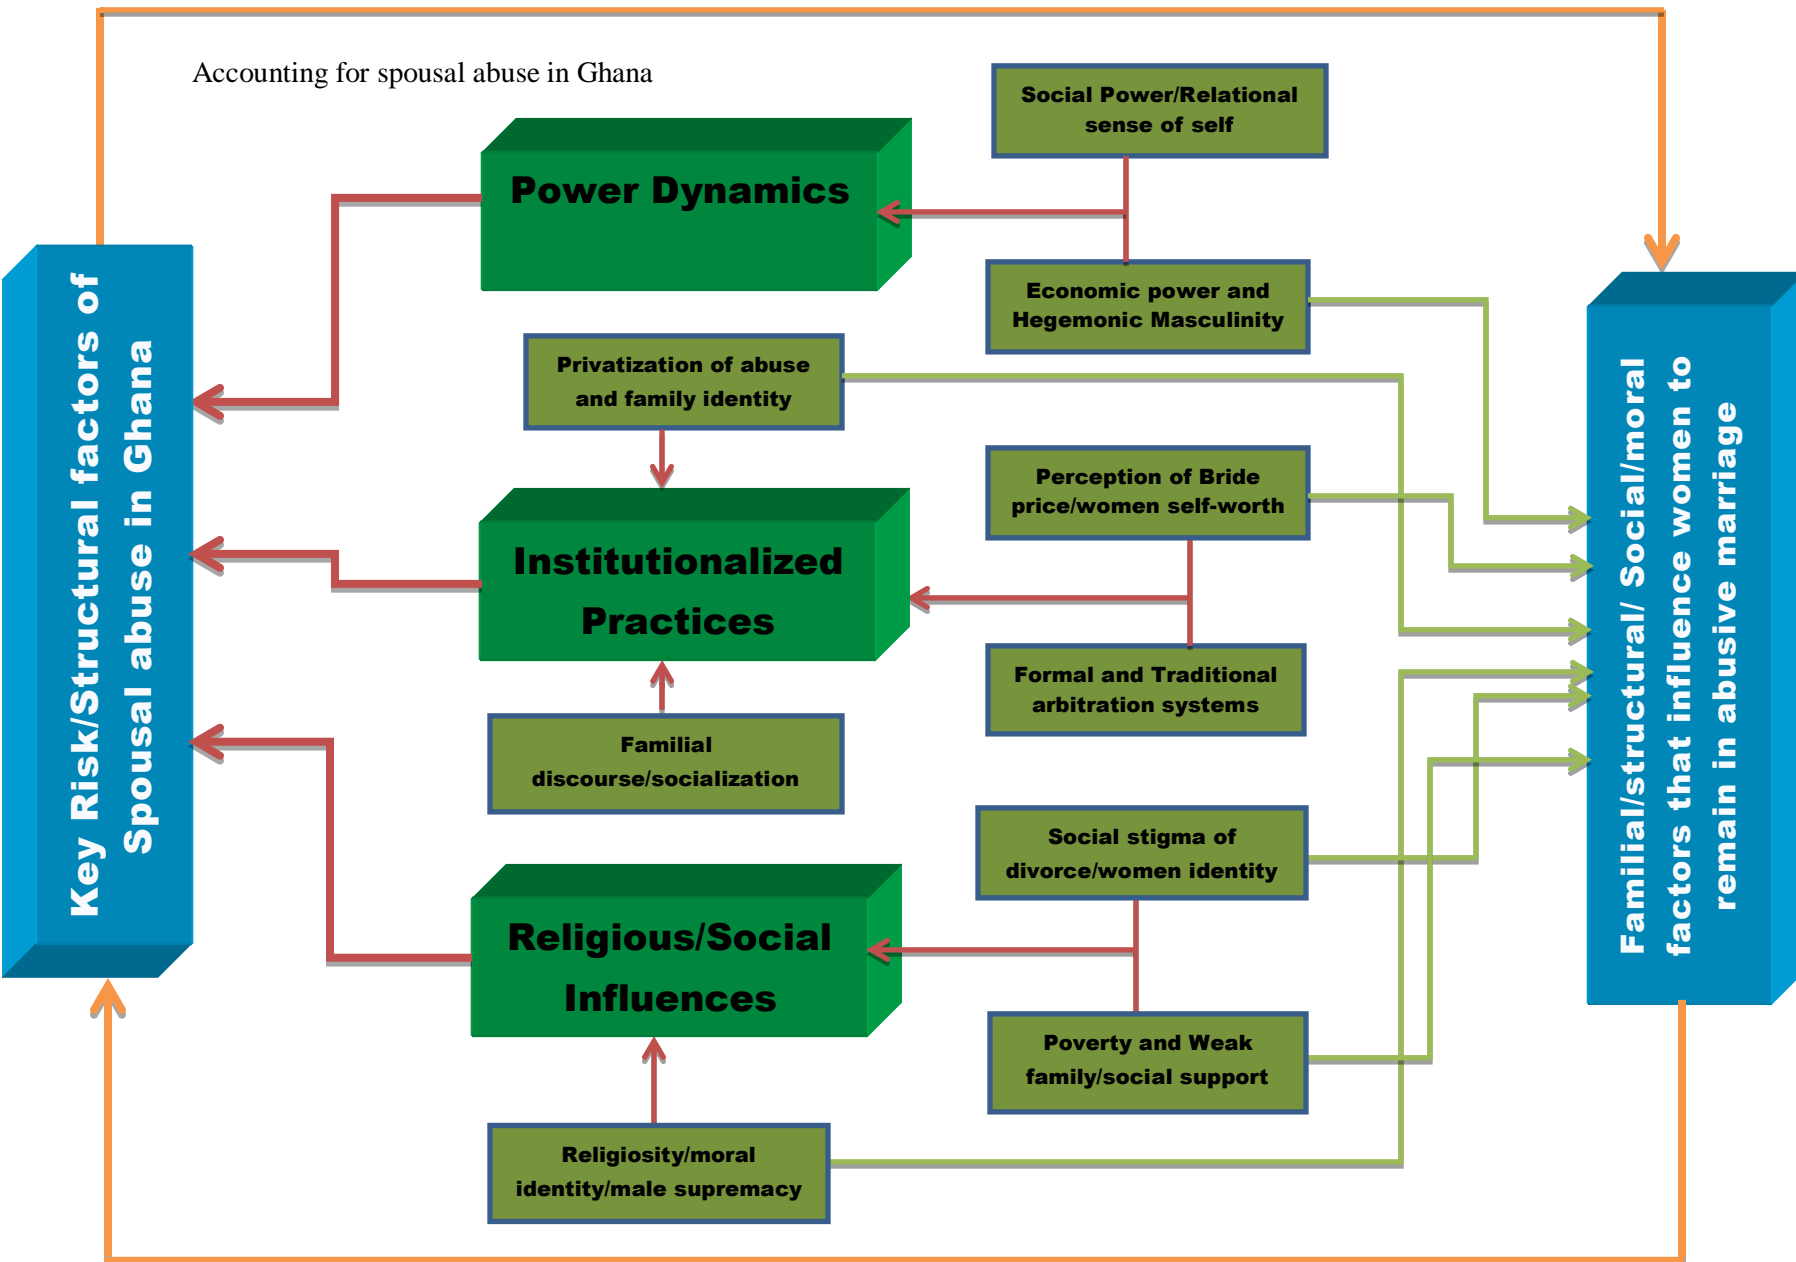 Accounting for spousal abuse in Ghana
Social Power/Relational
sense of self
Power Dynamics
Economic power and
Hegemonic Masculinity
Key Risk/Structural factors of
Spousal abuse in Ghana
Privatization of abuse
and family identity
Familial/structural/ Social/moral
factors that influence women to
remain in abusive marriage
Perception of Bride
price/women self-worth
Institutionalized
Practices
Formal and Traditional
arbitration systems
Familial
discourse/socialization
Social stigma of
divorce/women identity
Religious/Social
Influences
Poverty and Weak
family/social support
Religiosity/moral
identity/male supremacy